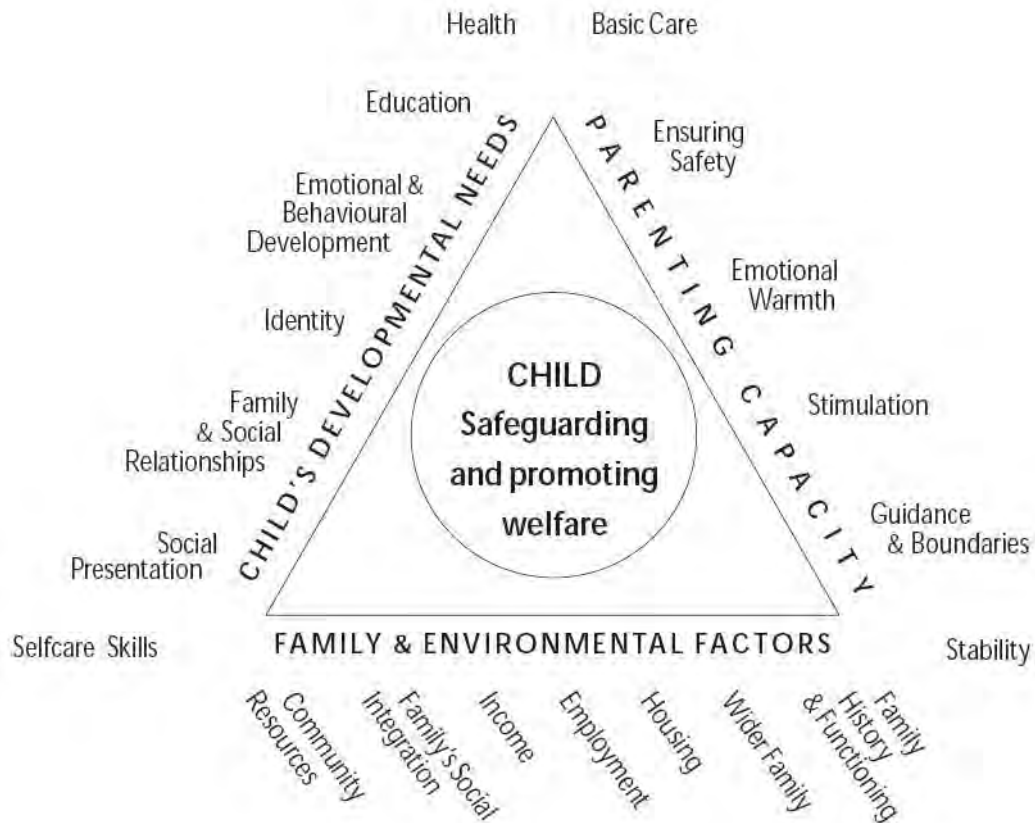 Health
Basic Care
Education
Ensuring
Safety
Emotional &
Behavioural
Development
Emotional
Warmth
Identity
Stimulation
Family
& Social
Relationships
Guidance
& Boundaries
Social
Presentation
Selfcare Skills
Stability
CHILD'S DEVELOPMENTAL NEEDS
PARENTING CAPACITY
CHILD
Safeguarding
and promoting
welfare
FAMILY & ENVIRONMENTAL FACTORS
Community
Resources
Family's Social
Integration
Income
Employment
Housing
Wider Family
Family
History
& Functioning